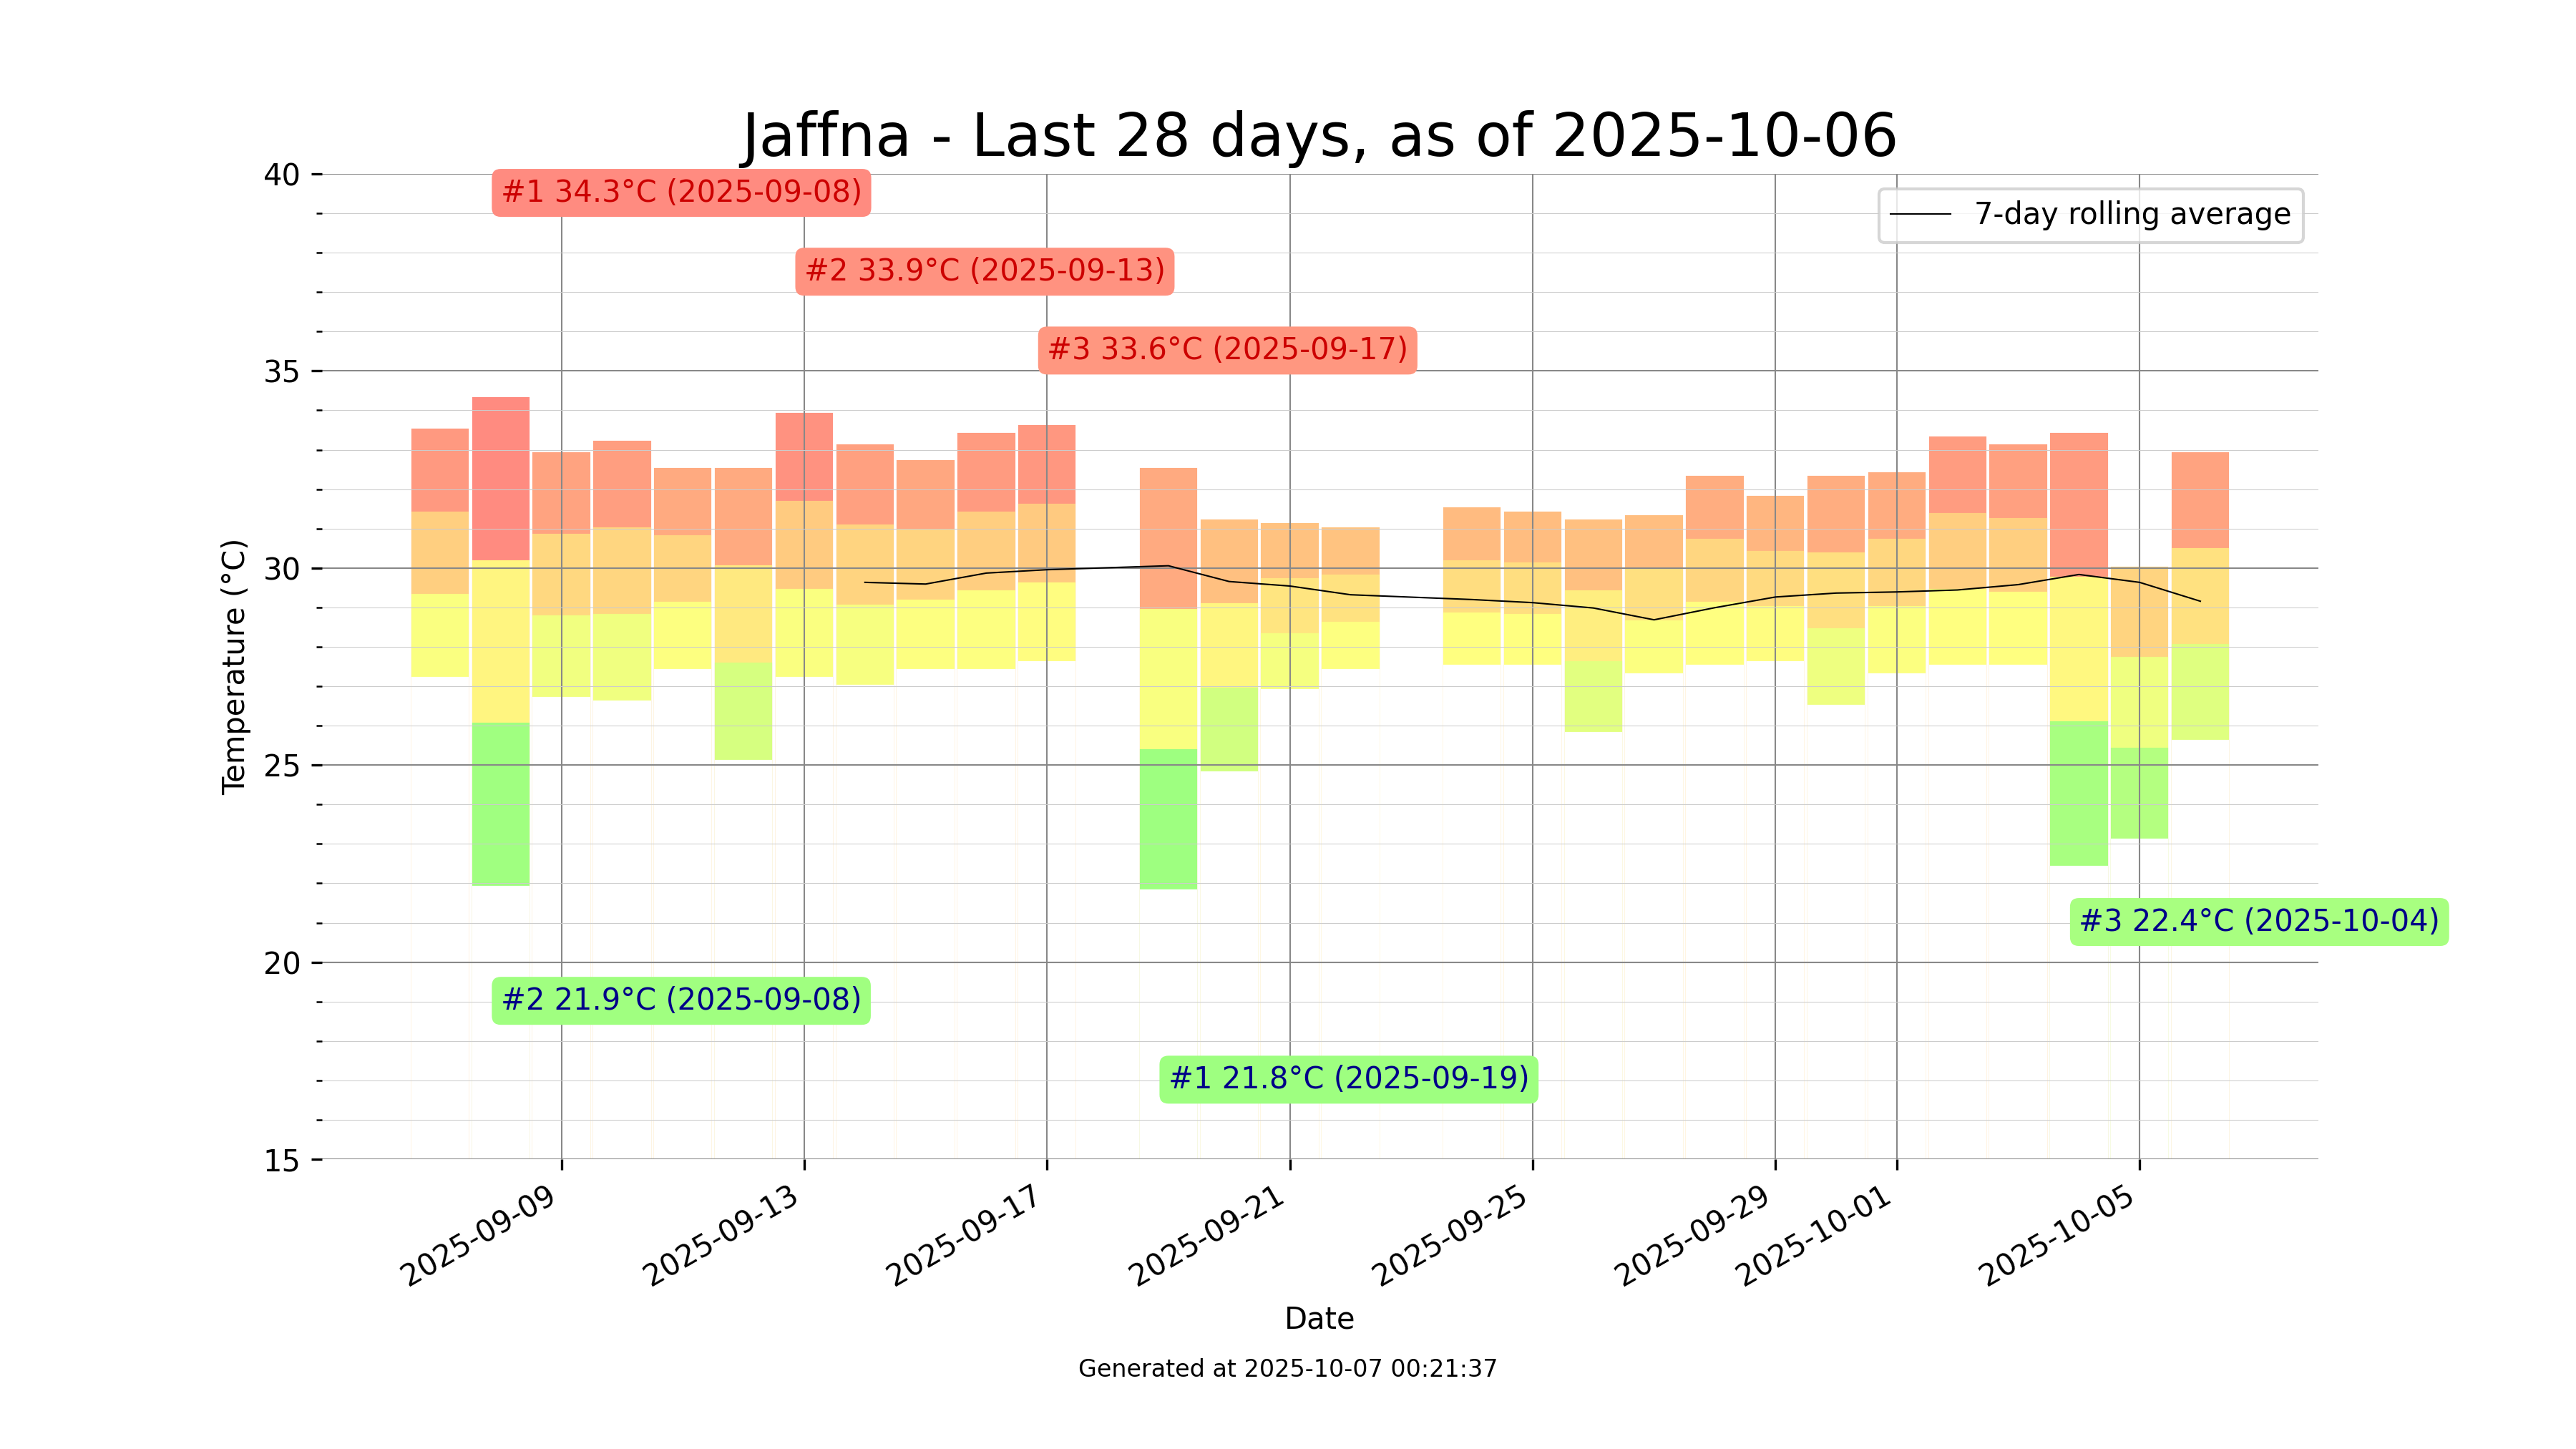 Jaffna - Last 28 days, as of 2025-10-06
40
#1 34.3°C (2025-09-08)
7-day rolling average
#2 33.9°C (2025-09-13)
#3 33.6°C (2025-09-17)
35
30
Temperature (°C)
25
#3 22.4°C (2025-10-04)
20
#2 21.9°C (2025-09-08)
#1 21.8°C (2025-09-19)
15
2025-09-09
2025-09-13
2025-09-17
2025-09-21
2025-09-25
2025-09-29
2025-10-01
2025-10-05
Date
Generated at 2025-10-07 00:21:37